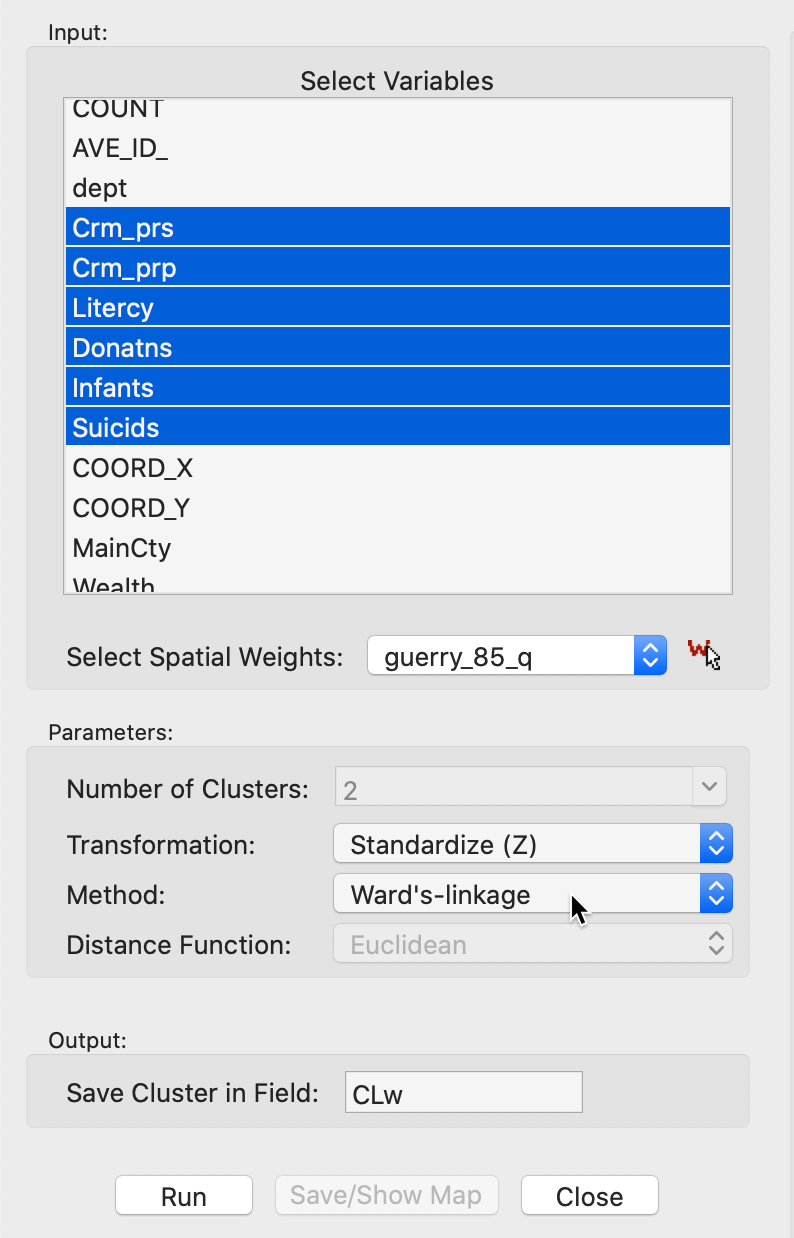 Input:
Select Variables
COUNT
AVE_ID_
dept
Crm_prs
Crm_prp
Litercy
Donatns
Infants
Suicids
COORD_X
COORD_Y
MainCty
Wealth
Select Spatial Weights: guerry_85_q W
Parameters:
Number of Clusters: 2
Transformation: Standardize (Z)
Method: Ward's-linkage
Distance Function: Euclidean
Output:
Save Cluster in Field: CLw
Run Save/Show Map Close